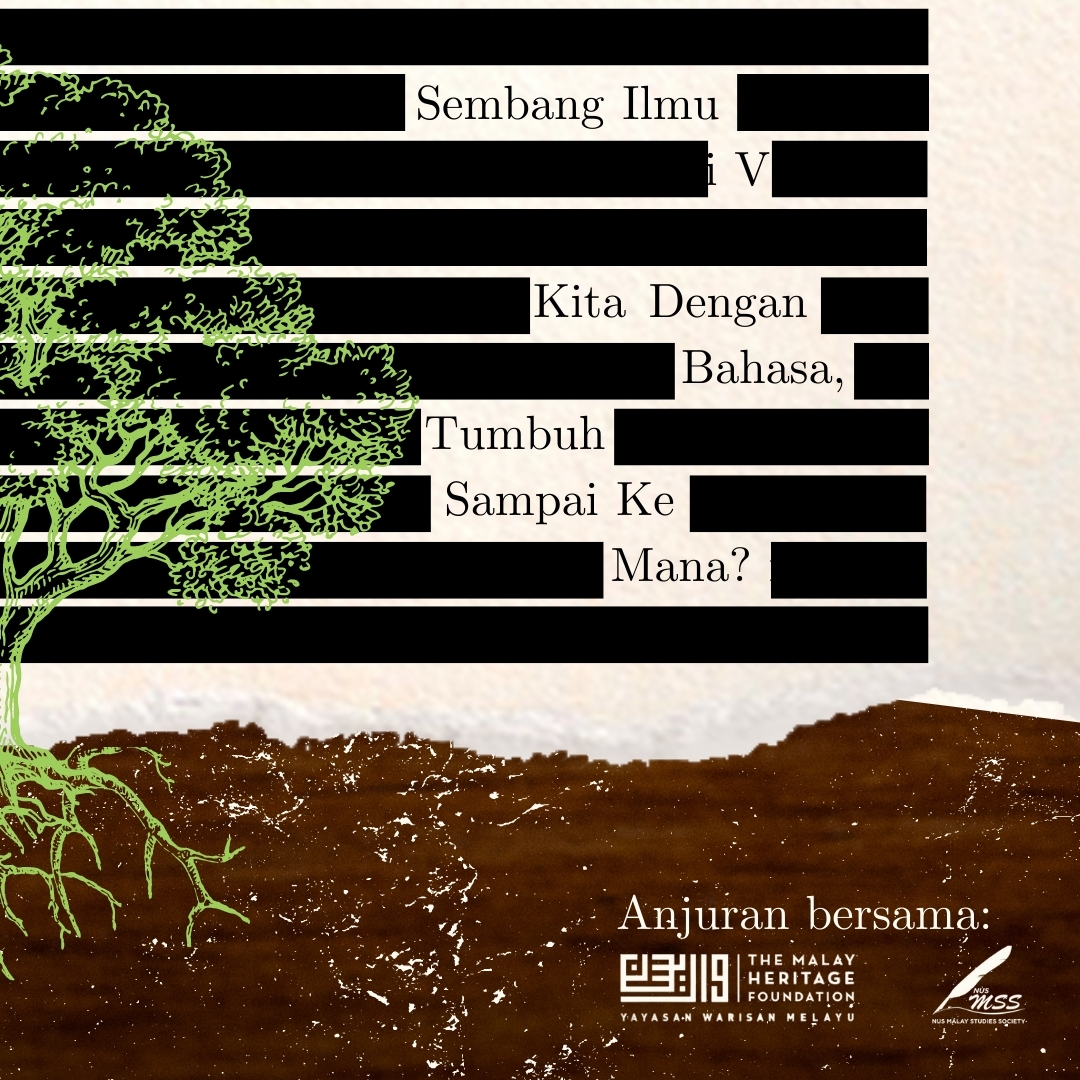 Sembang Ilmu
i V
Kita Dengan
Bahasa,
Tumbuh
Sampai Ke
Mana?
Anjuran bersama:
THE MALAY
HERITAGE
FOUNDATION
YAYASAN WARISAN MELAYU
NUS
MSS
NUS MALAY STUDIES SOCIETY